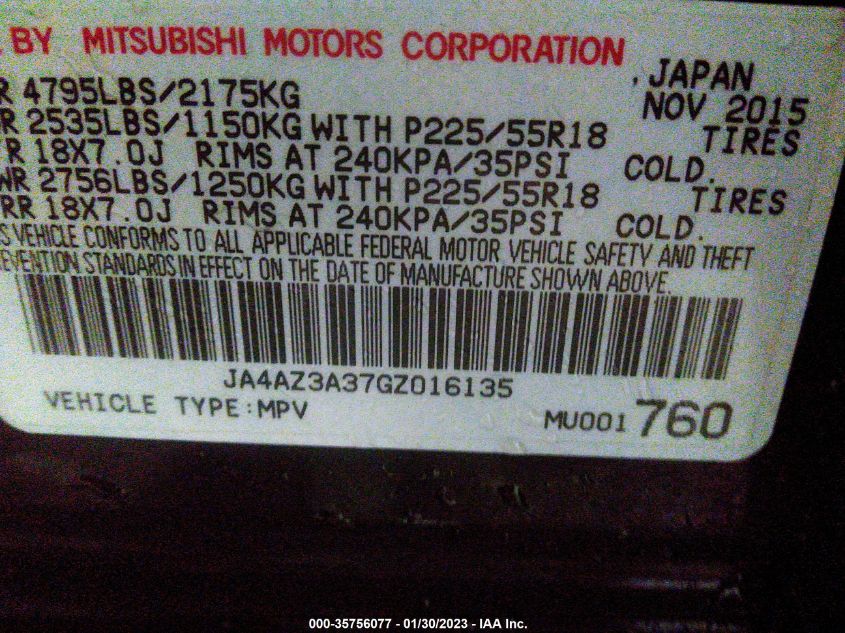 BY MITSUBISHI MOTORS CORPORATION
, JAPAN
R 4795LBS/2175KG
NOV 2015
R 2535LBS/1150KG WITH P225/55R18 TIRES
R 18X7.0J RIMS AT 240KPA/35PSI COLD.
WR 2756LBS/1250KG WITH P225/55R18 TIRES
RR 18X7.0J RIMS AT 240KPA/35PSI COLD.
S VEHICLE CONFORMS TO ALL APPLICABLE FEDERAL MOTOR VEHICLE SAFETY AND THEFT
EVENTION STANDARDS IN EFFECT ON THE DATE OF MANUFACTURE SHOWN ABOVE.
JA4AZ3A37GZ016135
VEHICLE TYPE:MPV
MU001760
000-35756077 - 01/30/2023 - IAA Inc.